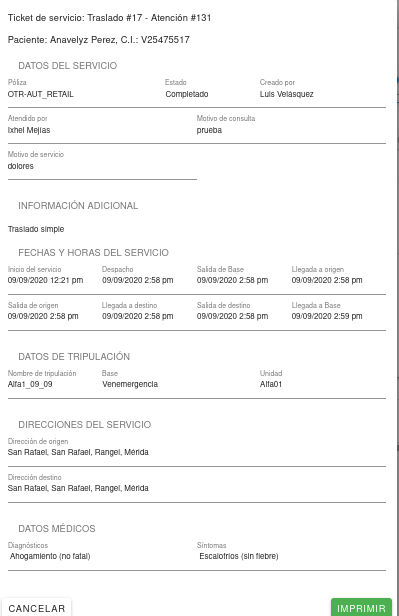 Ticket de servicio: Traslado #17 - Atención #131
Paciente: Anavelyz Perez, C.I.: V25475517
DATOS DEL SERVICIO
Póliza Estado Creado por
OTR-AUT_RETAIL Completado Luis Velásquez
Atendido por Motivo de consulta
Ixhel Mejías prueba
Motivo de servicio
dolores
INFORMACIÓN ADICIONAL
Traslado simple
FECHAS Y HORAS DEL SERVICIO
Inicio del servicio Despacho Salida de Base Llegada a origen
09/09/2020 12:21 pm 09/09/2020 2:58 pm 09/09/2020 2:58 pm 09/09/2020 2:58 pm
Salida de origen Llegada a destino Salida de destino Llegada a Base
09/09/2020 2:58 pm 09/09/2020 2:58 pm 09/09/2020 2:58 pm 09/09/2020 2:59 pm
DATOS DE TRIPULACIÓN
Nombre de tripulación Base Unidad
Alfa1_09_09 Venemergencia Alfa01
DIRECCIONES DEL SERVICIO
Dirección de origen
San Rafael, San Rafael, Rangel, Mérida
Dirección destino
San Rafael, San Rafael, Rangel, Mérida
DATOS MÉDICOS
Diagnósticos Síntomas
Ahogamiento (no fatal) Escalofríos (sin fiebre)
CANCELAR IMPRIMIR